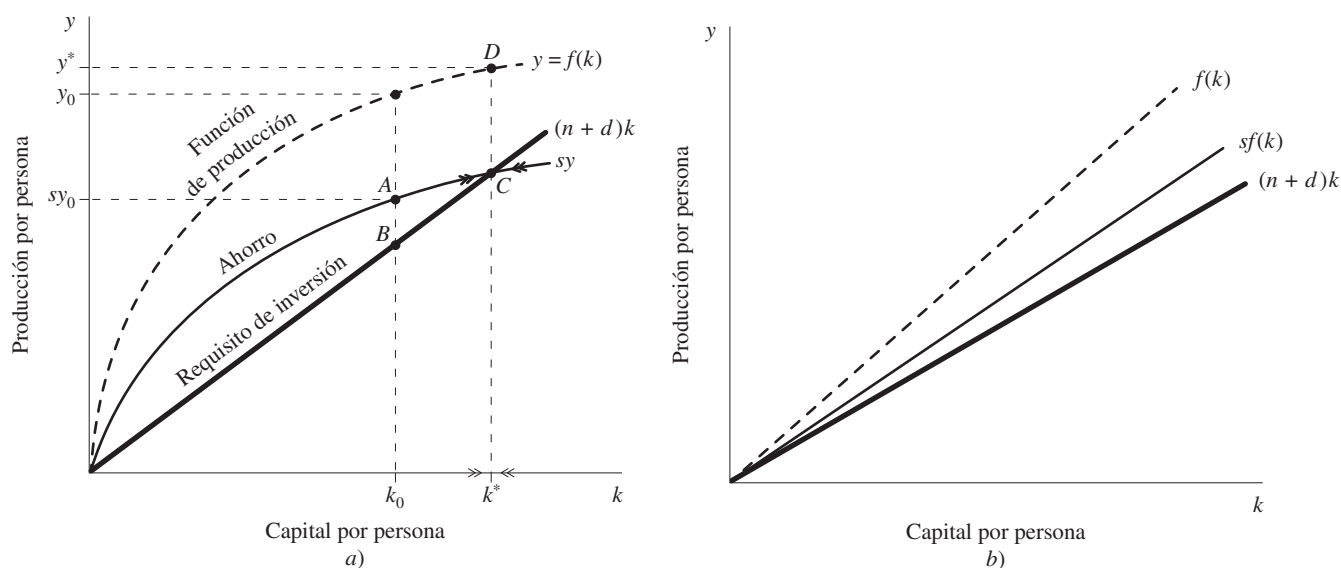 y
y*
D
y = f(k)
y₀
Función
de producción
(n + d)k
sy
sy₀
A
C
B
Ahorro
Requisito de inversión
Producción por persona
k₀
k*
k
Capital por persona
a)
y
f(k)
sf(k)
(n + d)k
Producción por persona
k
Capital por persona
b)